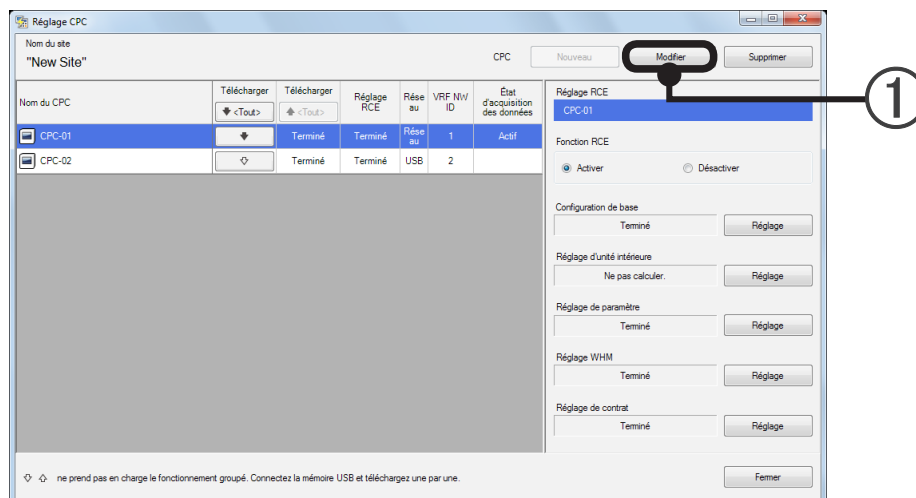 Réglage CPC
Nom du site
"New Site"
CPC
Nouveau
Modifier
Supprimer
1
Nom du CPC
Télécharger
<Tout>
Télécharger
<Tout>
Réglage
RCE
Rése
au
VRF NW
ID
État
d'acquisition
des données
CPC-01
Terminé
Terminé
Rése
au
1
Actif
CPC-02
Terminé
Terminé
USB
2
Réglage RCE
CPC-01
Fonction RCE
Activer
Désactiver
Configuration de base
Terminé
Réglage
Réglage d'unité intérieure
Ne pas calculer.
Réglage
Réglage de paramètre
Terminé
Réglage
Réglage WHM
Terminé
Réglage
Réglage de contrat
Terminé
Réglage
ne prend pas en charge le fonctionnement groupé. Connectez la mémoire USB et téléchargez une par une.
Fermer